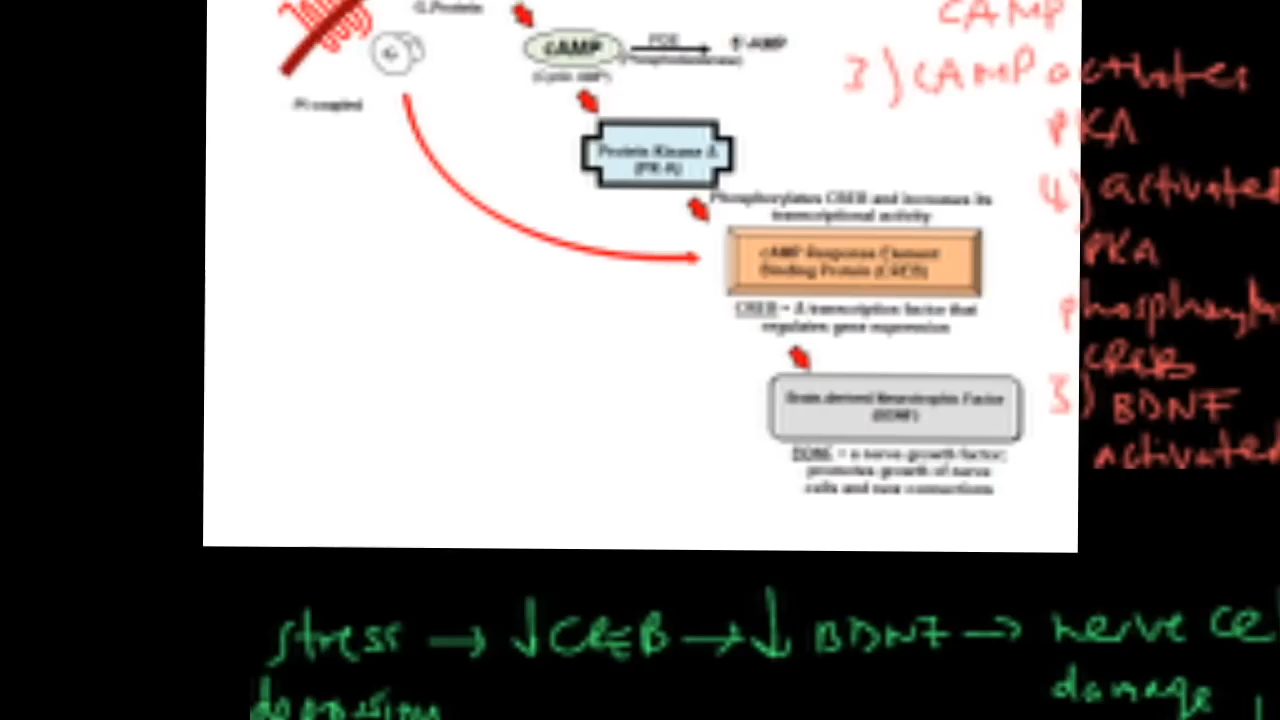 G.Protein
cAMP
PDE
(Phosphodiesterase)
5'-AMP
(Cyclic AMP)
PI coupled
Protein Kinase A
(PK-A)
Phosphorylates CREB and increases its
transcriptional activity
cAMP Response Element
Binding Protein (CREB)
CREB = A transcription factor that
regulates gene expression
Brain-derived Neurotrophic Factor
(BDNF)
BDNF = a nerve growth factor;
promotes growth of nerve
cells and new connections
CAMP
3) CAMP activates
PKA
4) activated
PKA
CREB
5) BDNF
activated
stress → ↓ CREB → ↓ BDNF → nerve ce
damage